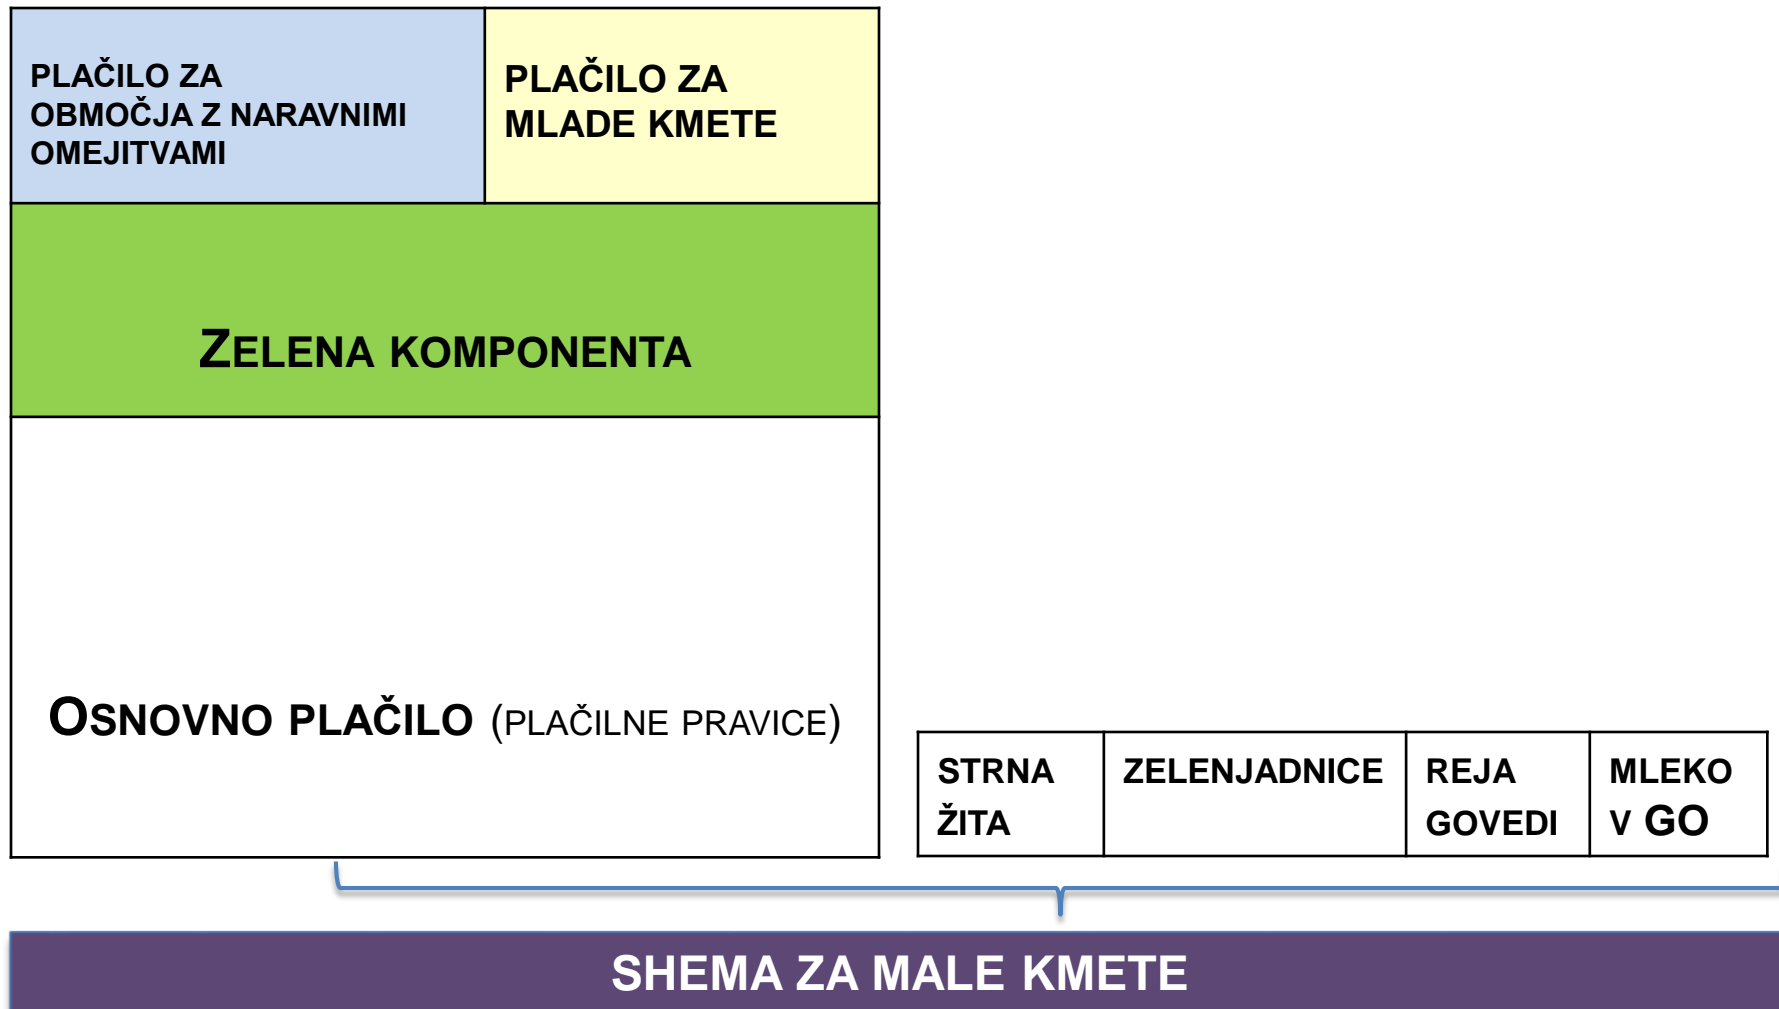 PLAČILO ZA
OBMOČJA Z NARAVNIMI
OMEJITVAMI
PLAČILO ZA
MLADE KMETE
ZELENA KOMPONENTA
OSNOVNO PLAČILO (PLAČILNE PRAVICE)
STRNA
ŽITA
ZELENJADNICE
REJA
GOVEDI
MLEKO
V GO
SHEMA ZA MALE KMETE